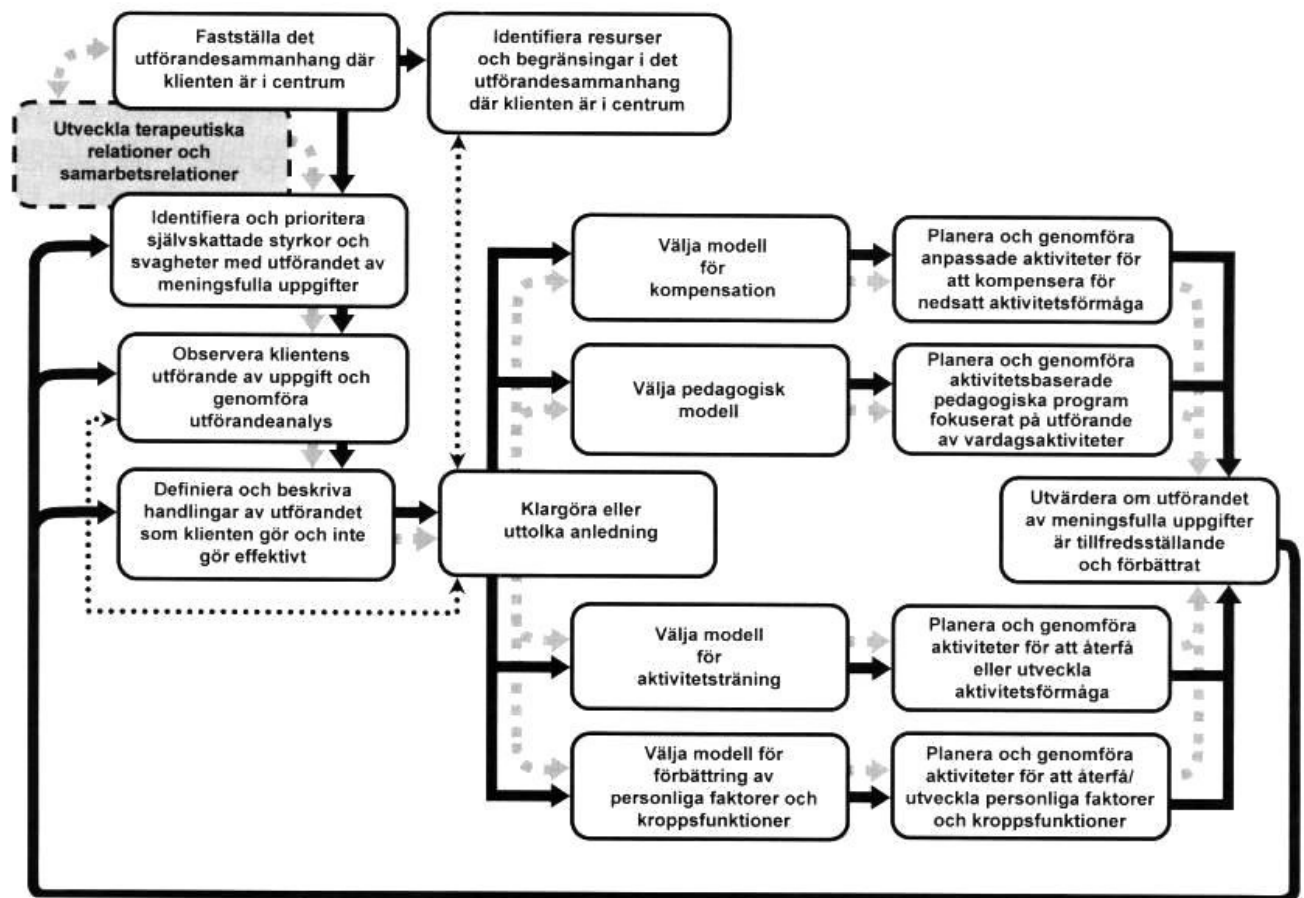 Fastställa det
utförandesammanhang där
klienten är i centrum
Identifiera resurser
och begränsingar i det
utförandesammanhang
där klienten är i centrum
Utveckla terapeutiska
relationer och
samarbetsrelationer
Identifiera och prioritera
självskattade styrkor och
svagheter med utförandet av
meningsfulla uppgifter
Observera klientens
utförande av uppgift och
genomföra
utförandeanalys
Definiera och beskriva
handlingar av utförandet
som klienten gör och inte
gör effektivt
Klargöra eller
uttolka anledning
Välja modell
för
kompensation
Planera och genomföra
anpassade aktiviteter för
att kompensera för
nedsatt aktivitetsförmåga
Välja pedagogisk
modell
Planera och genomföra
aktivitetsbaserade
pedagogiska program
fokuserat på utförande
av vardagsaktiviteter
Välja modell
för
aktivitetsträning
Planera och genomföra
aktiviteter för att återfå
eller utveckla
aktivitetsförmåga
Välja modell för
förbättring av
personliga faktorer och
kroppsfunktioner
Planera och genomföra
aktiviteter för att återfå/
utveckla personliga faktorer
och kroppsfunktioner
Utvärdera om utförandet
av meningsfulla uppgifter
är tillfredsställande
och förbättrat